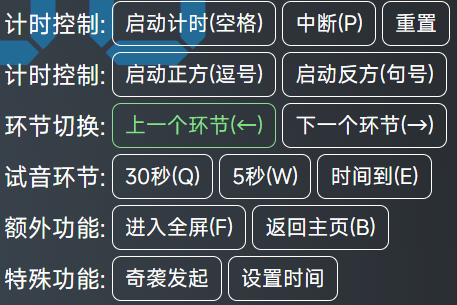 计时控制: 启动计时(空格) 中断(P) 重置
计时控制: 启动正方(逗号) 启动反方(句号)
环节切换: 上一个环节(←) 下一个环节(→)
试音环节: 30秒(Q) 5秒(W) 时间到(E)
额外功能: 进入全屏(F) 返回主页(B)
特殊功能: 奇袭发起 设置时间